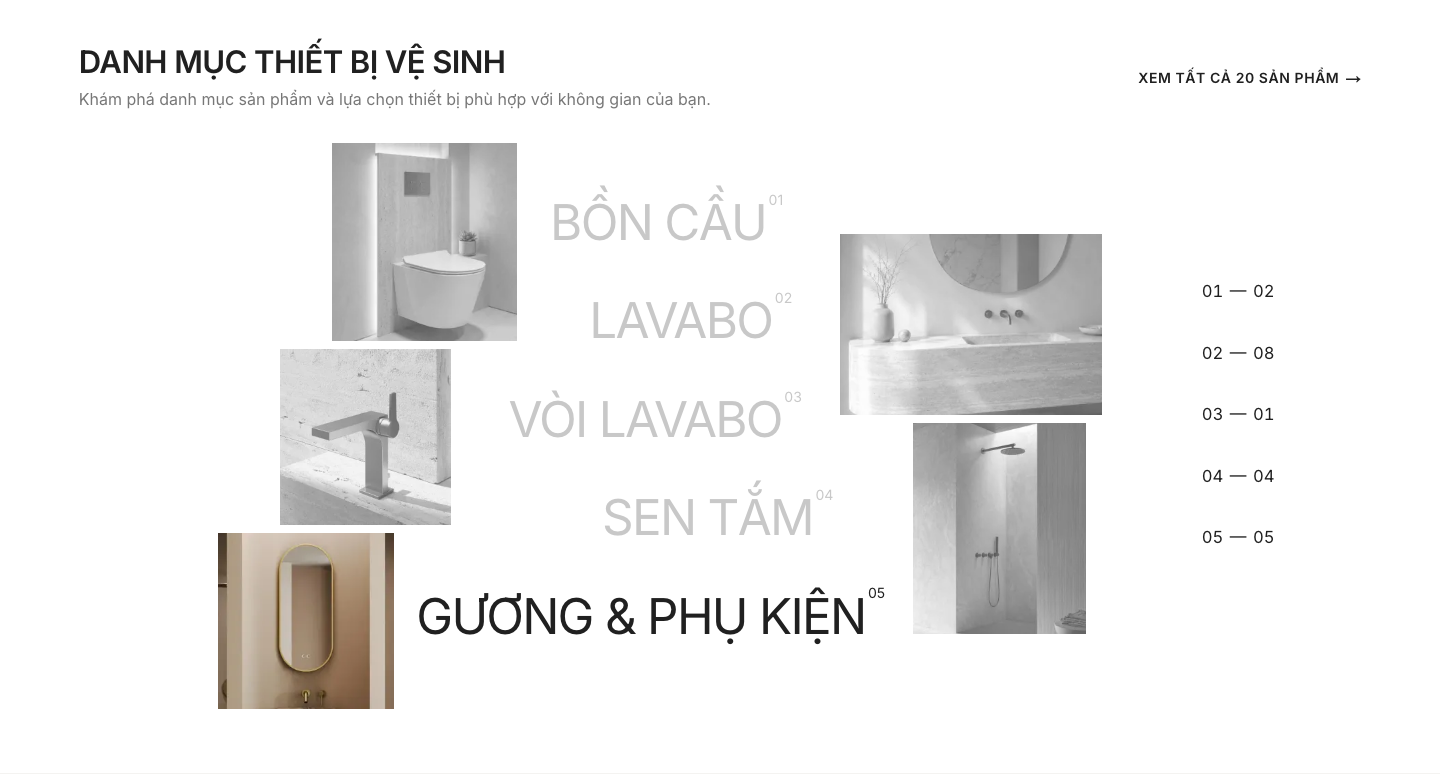 DANH MỤC THIẾT BỊ VỆ SINH
Khám phá danh mục sản phẩm và lựa chọn thiết bị phù hợp với không gian của bạn.
XEM TẤT CẢ 20 SẢN PHẨM →
BỒN CẦU 01
LAVABO 02
VÒI LAVABO 03
SEN TẮM 04
GƯƠNG & PHỤ KIỆN 05
01 — 02
02 — 08
03 — 01
04 — 04
05 — 05